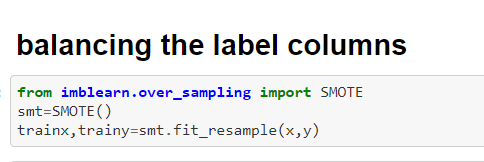 balancing the label columns
from imblearn.over_sampling import SMOTE
smt=SMOTE()
trainx,trainy=smt.fit_resample(x,y)